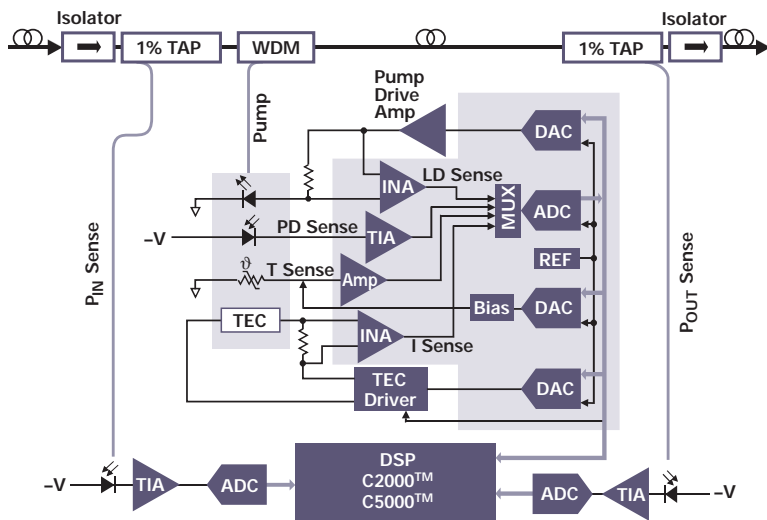 Isolator
1% TAP
WDM
1% TAP
Isolator
Pump
Drive
Amp
DAC
Pump
LD Sense
INA
MUX
ADC
PD Sense
TIA
–V
REF
ϑ
T Sense
Amp
PIN Sense
POUT Sense
Bias
DAC
TEC
INA
I Sense
TEC
Driver
DAC
DSP
C2000™
C5000™
–V
TIA
ADC
ADC
TIA
–V